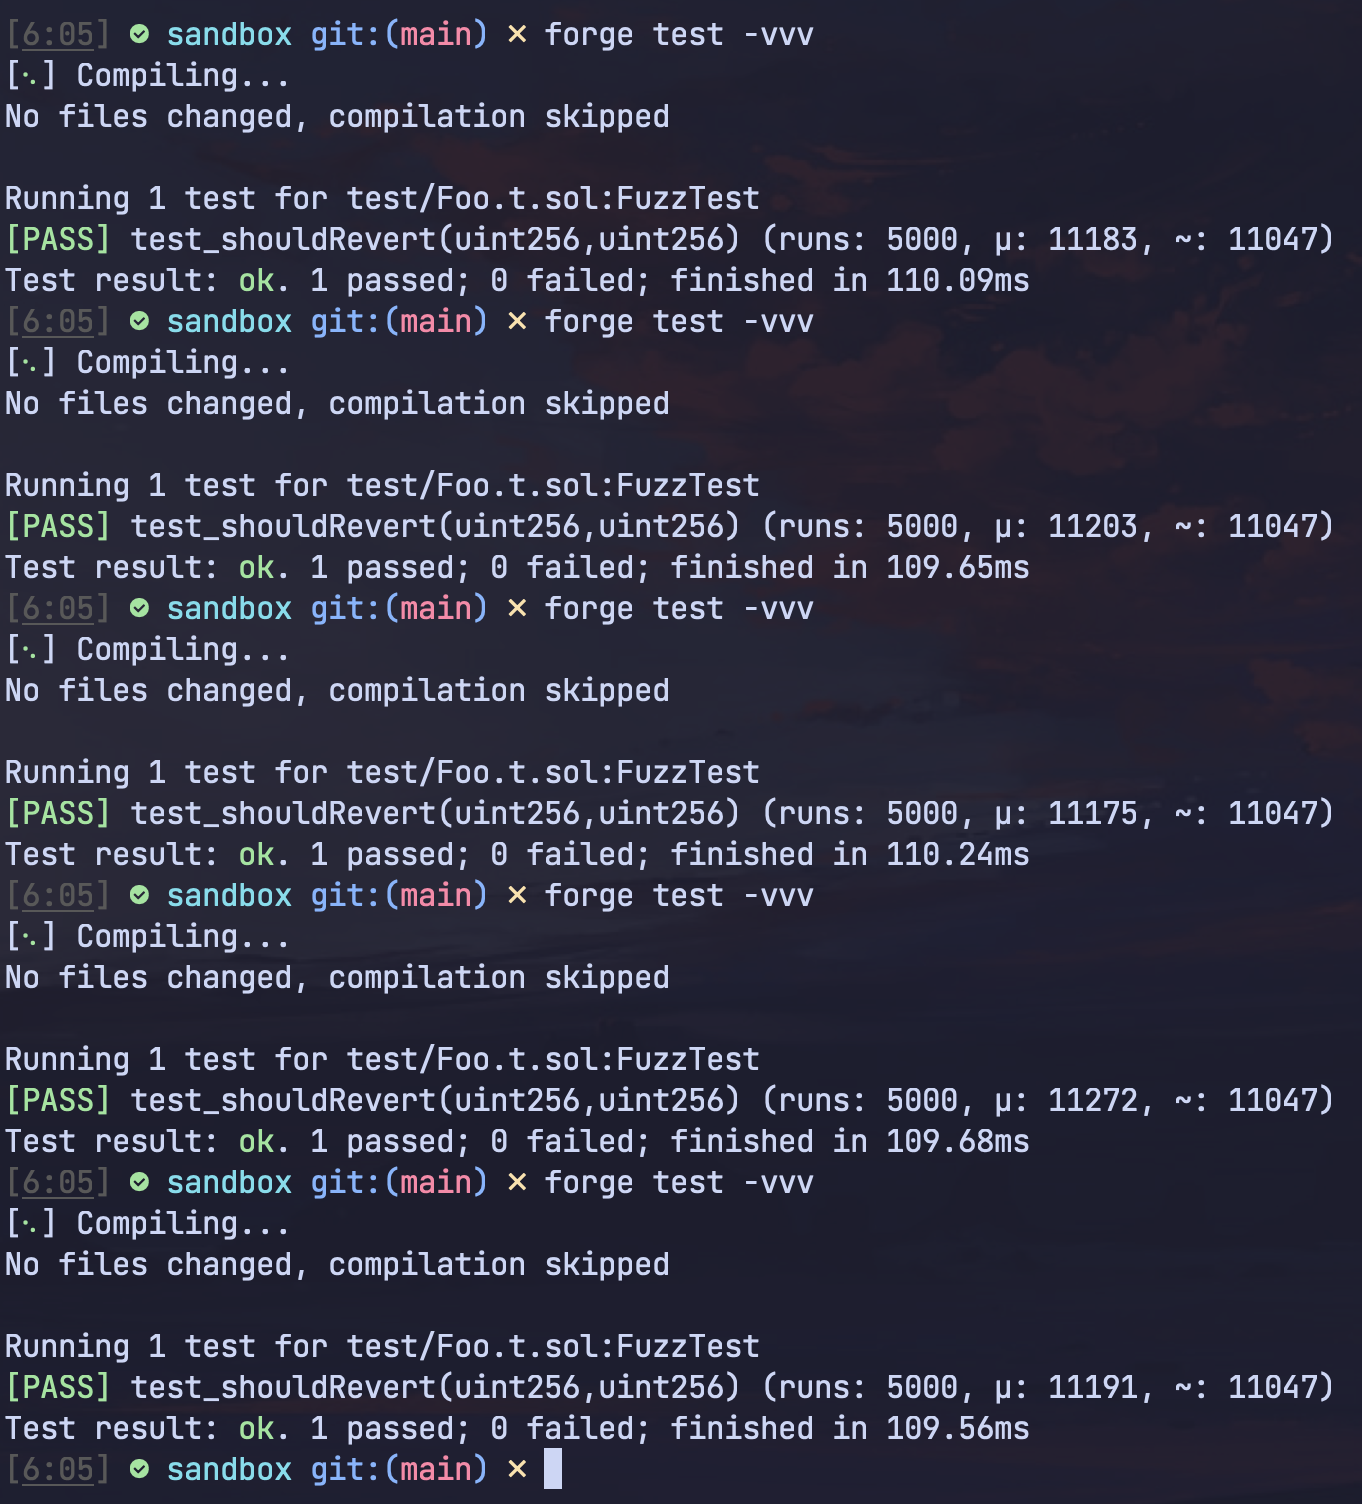 [6:05] ✔ sandbox git:(main) ✕ forge test -vvv
[⠢] Compiling...
No files changed, compilation skipped
Running 1 test for test/Foo.t.sol:FuzzTest
[PASS] test_shouldRevert(uint256,uint256) (runs: 5000, μ: 11183, ~: 11047)
Test result: ok. 1 passed; 0 failed; finished in 110.09ms
[6:05] ✔ sandbox git:(main) ✕ forge test -vvv
[⠢] Compiling...
No files changed, compilation skipped
Running 1 test for test/Foo.t.sol:FuzzTest
[PASS] test_shouldRevert(uint256,uint256) (runs: 5000, μ: 11203, ~: 11047)
Test result: ok. 1 passed; 0 failed; finished in 109.65ms
[6:05] ✔ sandbox git:(main) ✕ forge test -vvv
[⠢] Compiling...
No files changed, compilation skipped
Running 1 test for test/Foo.t.sol:FuzzTest
[PASS] test_shouldRevert(uint256,uint256) (runs: 5000, μ: 11175, ~: 11047)
Test result: ok. 1 passed; 0 failed; finished in 110.24ms
[6:05] ✔ sandbox git:(main) ✕ forge test -vvv
[⠢] Compiling...
No files changed, compilation skipped
Running 1 test for test/Foo.t.sol:FuzzTest
[PASS] test_shouldRevert(uint256,uint256) (runs: 5000, μ: 11272, ~: 11047)
Test result: ok. 1 passed; 0 failed; finished in 109.68ms
[6:05] ✔ sandbox git:(main) ✕ forge test -vvv
[⠢] Compiling...
No files changed, compilation skipped
Running 1 test for test/Foo.t.sol:FuzzTest
[PASS] test_shouldRevert(uint256,uint256) (runs: 5000, μ: 11191, ~: 11047)
Test result: ok. 1 passed; 0 failed; finished in 109.56ms
[6:05] ✔ sandbox git:(main) ✕